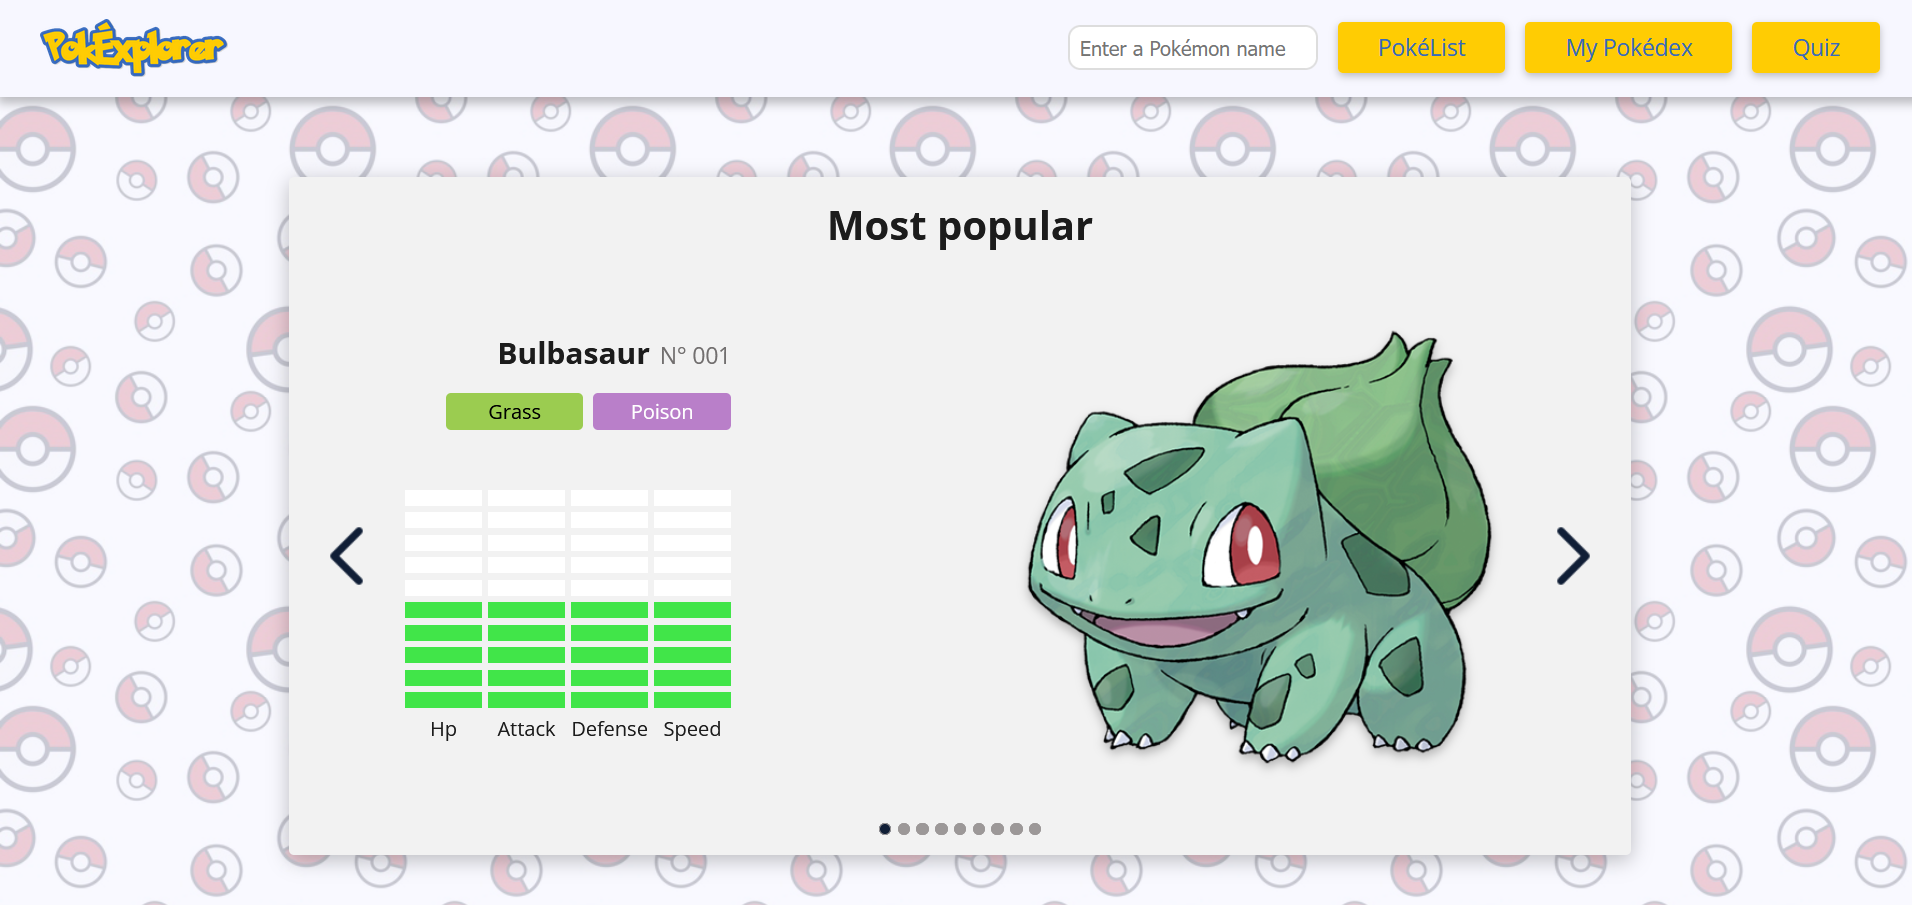 PokÉxplorer
Enter a Pokémon name
PokéList
My Pokédex
Quiz
Most popular
Bulbasaur N° 001
Grass Poison
Hp Attack Defense Speed